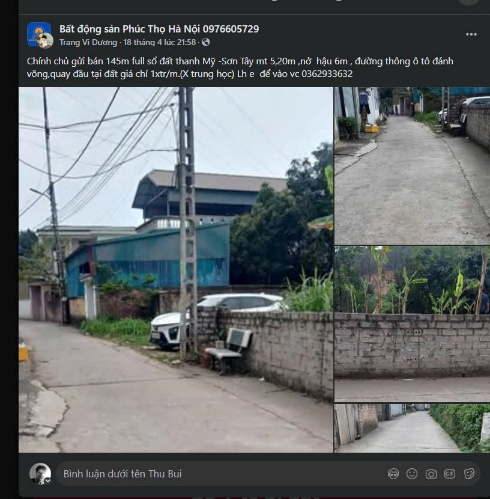 Bất động sản Phúc Thọ Hà Nội 0976605729
Trang Vi Dương · 18 tháng 4 lúc 21:58 ·
Chính chủ gửi bán 145m full sổ đất thanh Mỹ -Sơn Tây mt 5,20m ,nở hậu 6m , đường thông ô tô đánh
võng,quay đầu tại đất giá chỉ 1xtr/m.(X trung học) Lh e để vào vc 0362933632
Bình luận dưới tên Thu Bui